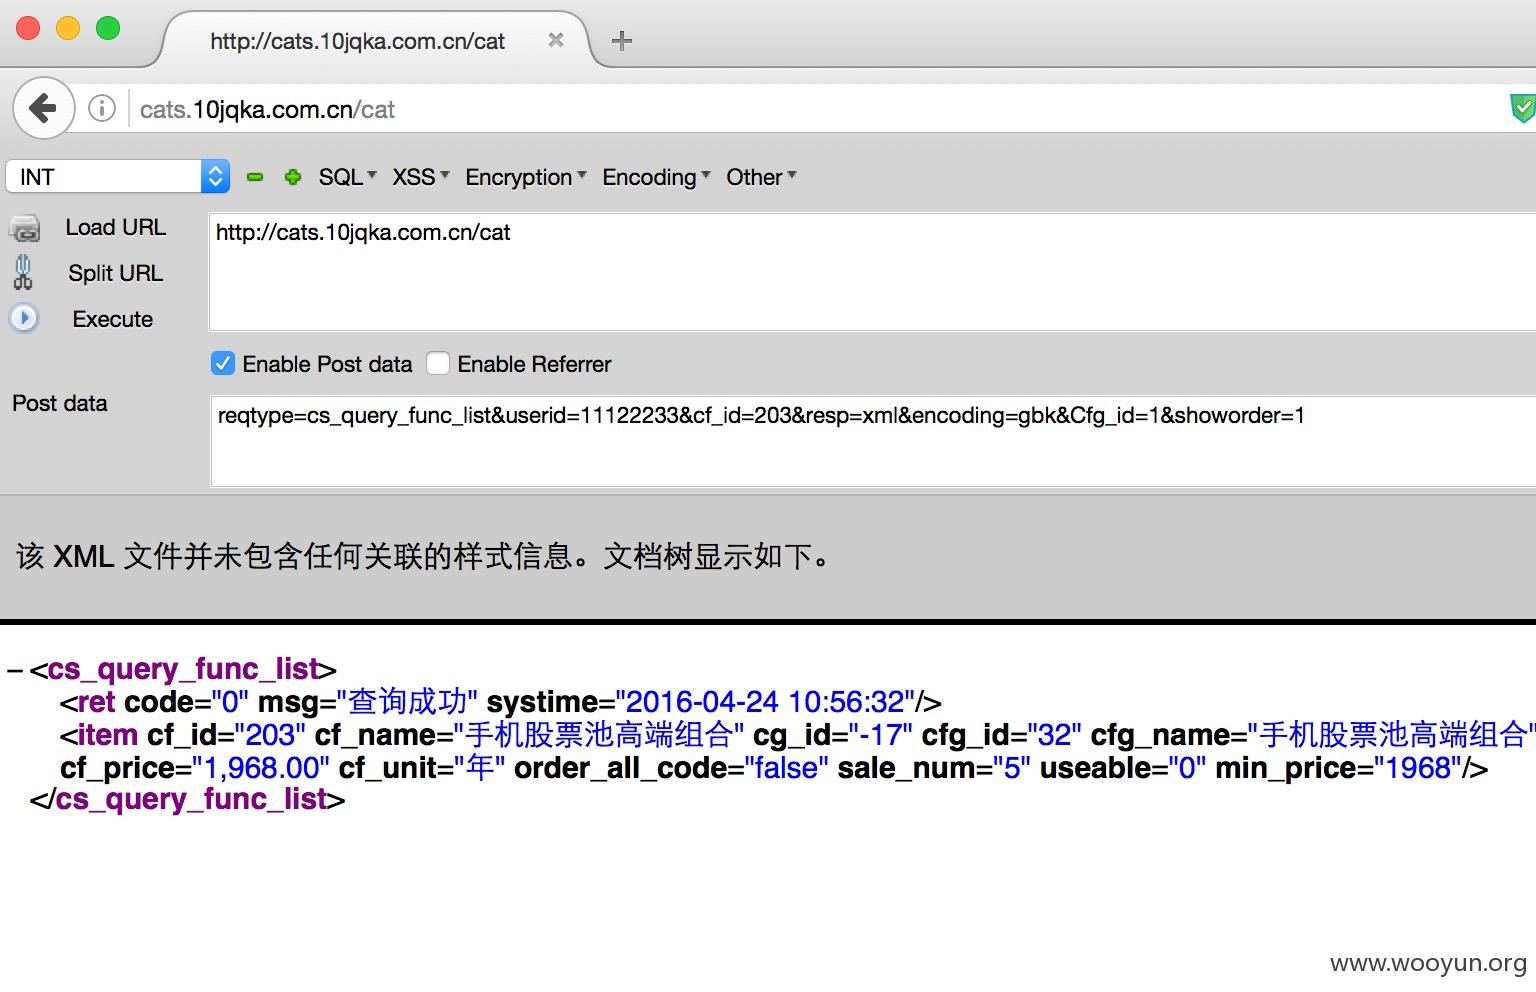 http://cats.10jqka.com.cn/cat
cats.10jqka.com.cn/cat
INT SQL XSS Encryption Encoding Other
Load URL http://cats.10jqka.com.cn/cat
Split URL
Execute
Enable Post data Enable Referrer
Post data reqtype=cs_query_func_list&userid=11122233&cf_id=203&resp=xml&encoding=gbk&Cfg_id=1&showorder=1
该 XML 文件并未包含任何关联的样式信息。文档树显示如下。
–<cs_query_func_list>
<ret code="0" msg="查询成功" systime="2016-04-24 10:56:32"/>
<item cf_id="203" cf_name="手机股票池高端组合" cg_id="-17" cfg_id="32" cfg_name="手机股票池高端组合"
cf_price="1,968.00" cf_unit="年" order_all_code="false" sale_num="5" useable="0" min_price="1968"/>
</cs_query_func_list>
www.wooyun.org